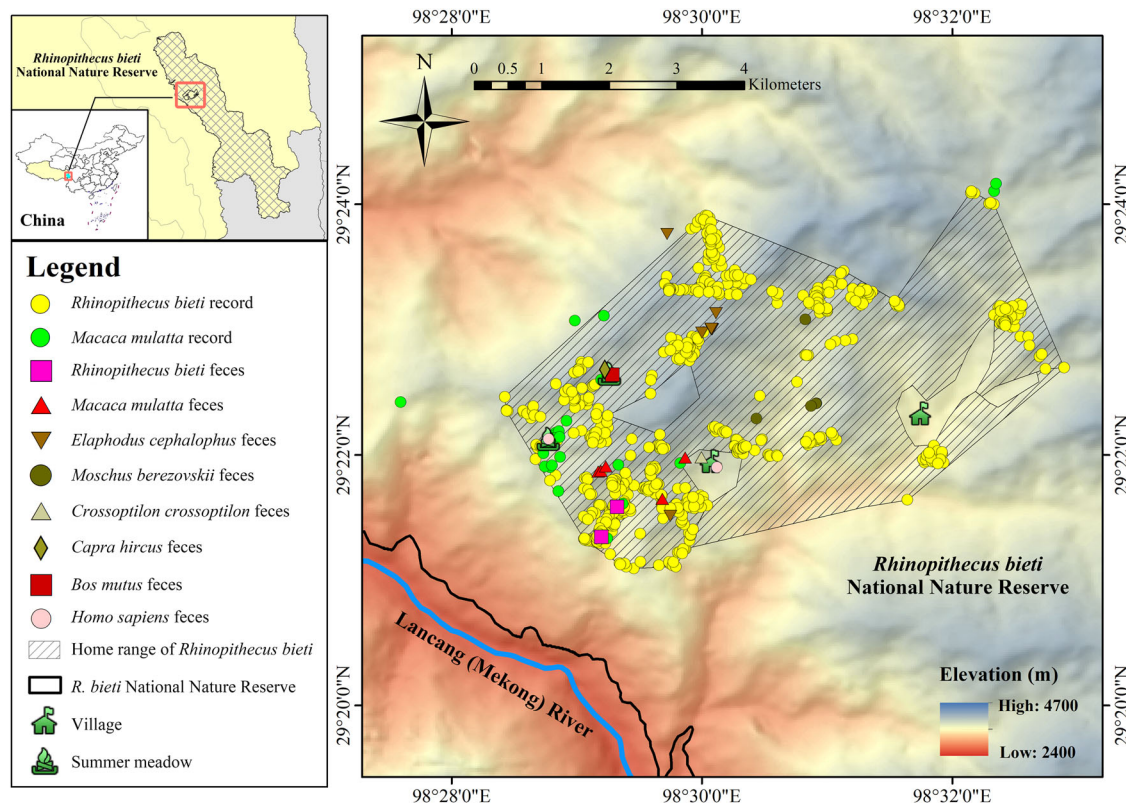 Rhinopithecus bieti
National Nature Reserve
China
Legend
Rhinopithecus bieti record
Macaca mulatta record
Rhinopithecus bieti feces
Macaca mulatta feces
Elaphodus cephalophus feces
Moschus berezovskii feces
Crossoptilon crossoptilon feces
Capra hircus feces
Bos mutus feces
Homo sapiens feces
Home range of Rhinopithecus bieti
R. bieti National Nature Reserve
Village
Summer meadow
98°28'0"E 98°30'0"E 98°32'0"E
N
0 0.5 1 2 3 4
Kilometers
29°24'0"N 29°24'0"N
29°22'0"N 29°22'0"N
29°20'0"N 29°20'0"N
Rhinopithecus bieti
National Nature Reserve
Lancang (Mekong) River
Elevation (m)
High: 4700
Low: 2400
98°28'0"E 98°30'0"E 98°32'0"E